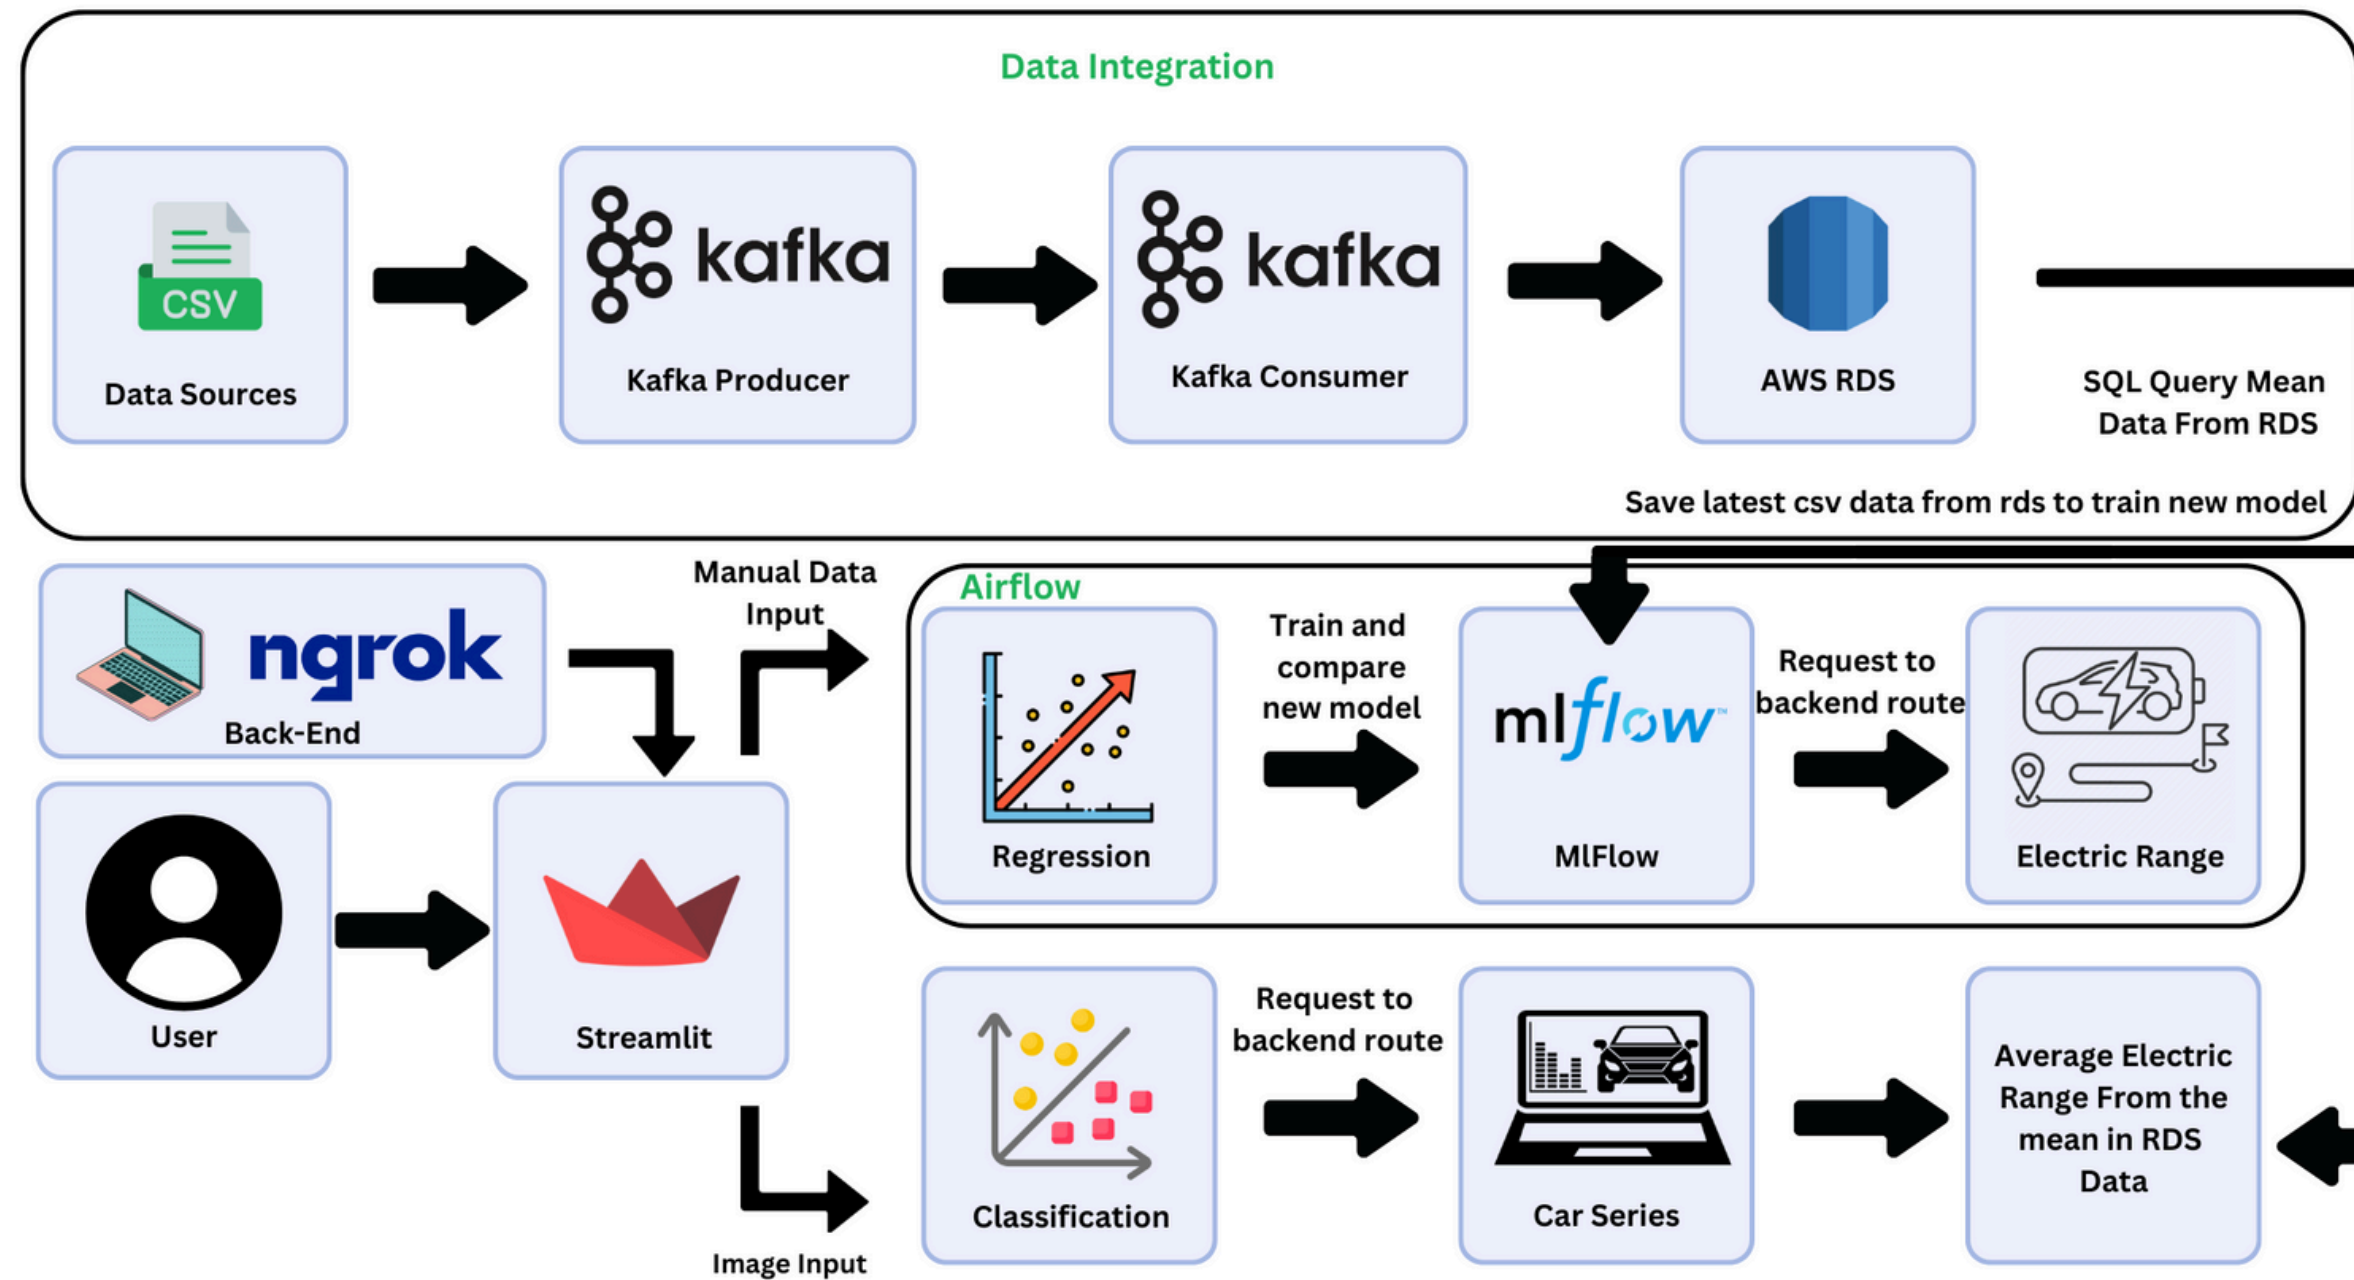 Data Integration
CSV
Data Sources
kafka
Kafka Producer
kafka
Kafka Consumer
AWS RDS
SQL Query Mean
Data From RDS
Save latest csv data from rds to train new model
ngrok
Back-End
Manual Data
Input
Airflow
Regression
Train and
compare
new model
mlflow™
MlFlow
Request to
backend route
Electric Range
User
Streamlit
Image Input
Classification
Request to
backend route
Car Series
Average Electric
Range From the
mean in RDS
Data